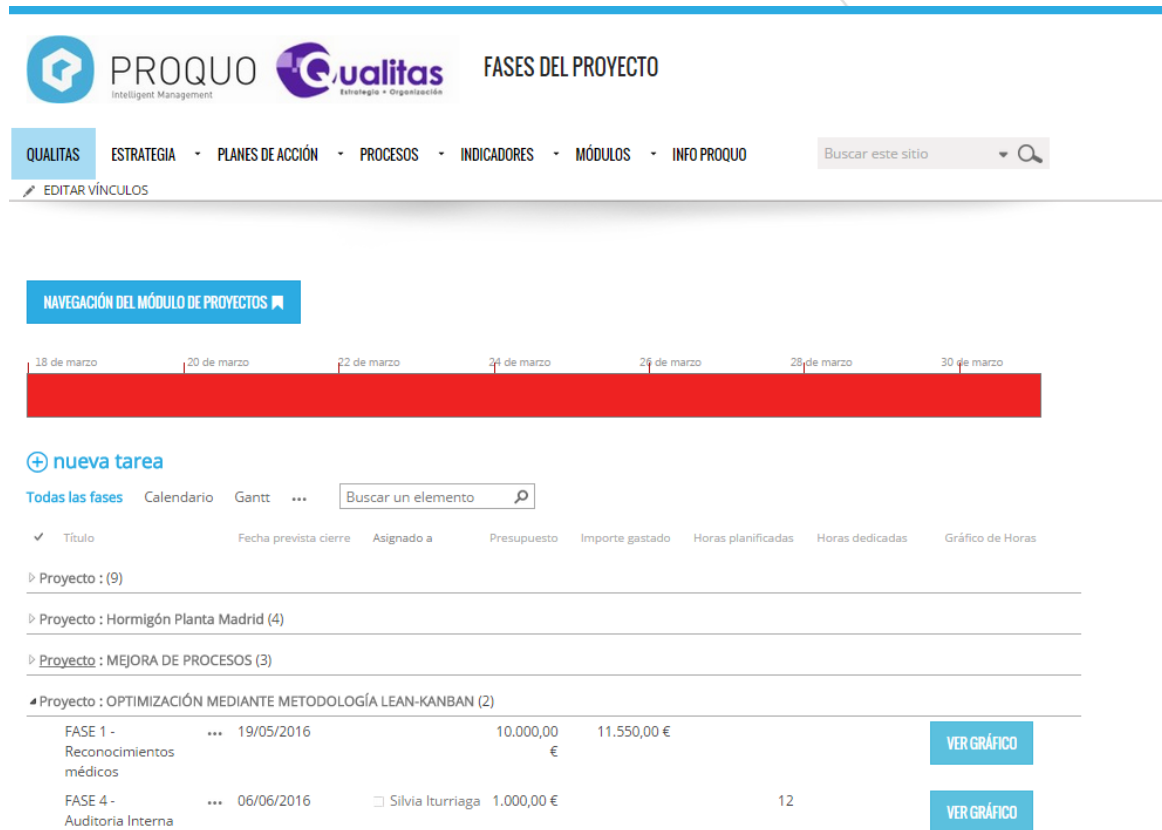 PROQUO
Intelligent Management
Qualitas
Estrategia + Organización
FASES DEL PROYECTO
QUALITAS ESTRATEGIA PLANES DE ACCIÓN PROCESOS INDICADORES MÓDULOS INFO PROQUO
Buscar este sitio
EDITAR VÍNCULOS
NAVEGACIÓN DEL MÓDULO DE PROYECTOS
18 de marzo 20 de marzo 22 de marzo 24 de marzo 26 de marzo 28 de marzo 30 de marzo
nueva tarea
Todas las fases Calendario Gantt ... Buscar un elemento
Título Fecha prevista cierre Asignado a Presupuesto Importe gastado Horas planificadas Horas dedicadas Gráfico de Horas
Proyecto : (9)
Proyecto : Hormigón Planta Madrid (4)
Proyecto : MEJORA DE PROCESOS (3)
Proyecto : OPTIMIZACIÓN MEDIANTE METODOLOGÍA LEAN-KANBAN (2)
FASE 1 - ... 19/05/2016 10.000,00 11.550,00 €
Reconocimientos € VER GRÁFICO
médicos
FASE 4 - ... 06/06/2016 Silvia Iturriaga 1.000,00 € 12
Auditoria Interna VER GRÁFICO